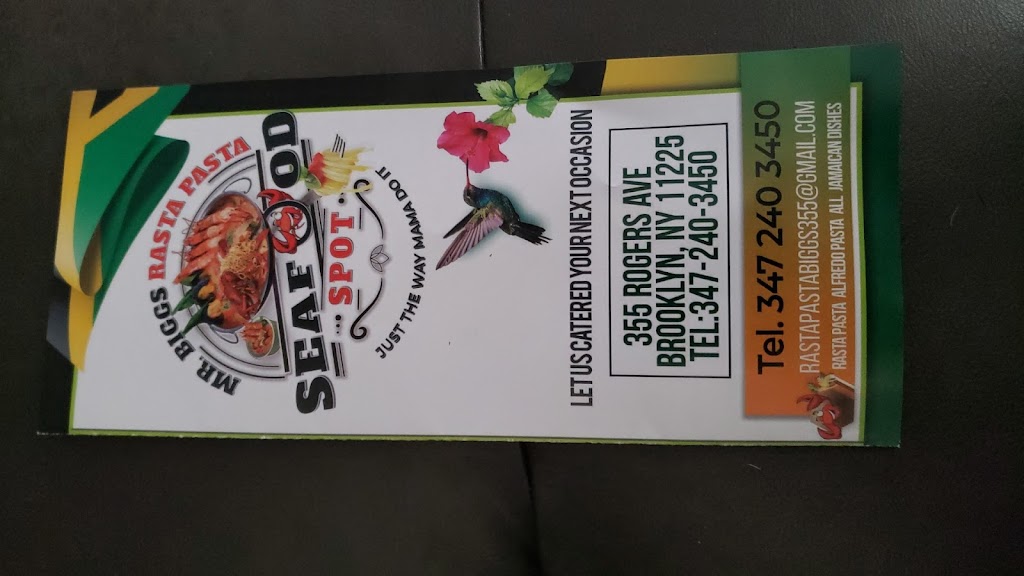 MR. BIGGS RASTA PASTA
SEAFOOD
SPOT
JUST THE WAY MAMA DO IT
LET US CATERED YOUR NEXT OCCASION
355 ROGERS AVE
BROOKLYN, NY 11225
TEL.347-240-3450
Tel. 347 240 3450
RASTAPASTABIGGS355@GMAIL.COM
RASTA PASTA ALFREDO PASTA ALL JAMAICAN DISHES